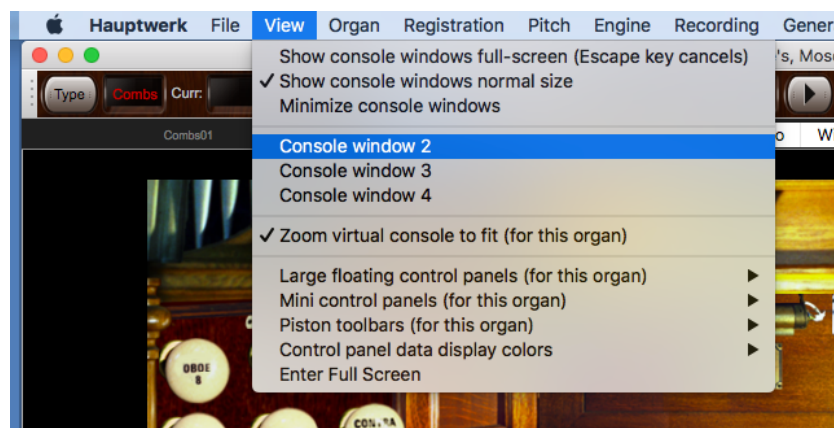 Hauptwerk File View Organ Registration Pitch Engine Recording Gener
's, Mosc
Type Combs Curr:
Combs01
o W
Show console windows full-screen (Escape key cancels)
✓ Show console windows normal size
Minimize console windows
Console window 2
Console window 3
Console window 4
✓ Zoom virtual console to fit (for this organ)
Large floating control panels (for this organ)
Mini control panels (for this organ)
Piston toolbars (for this organ)
Control panel data display colors
Enter Full Screen
OBOE
8